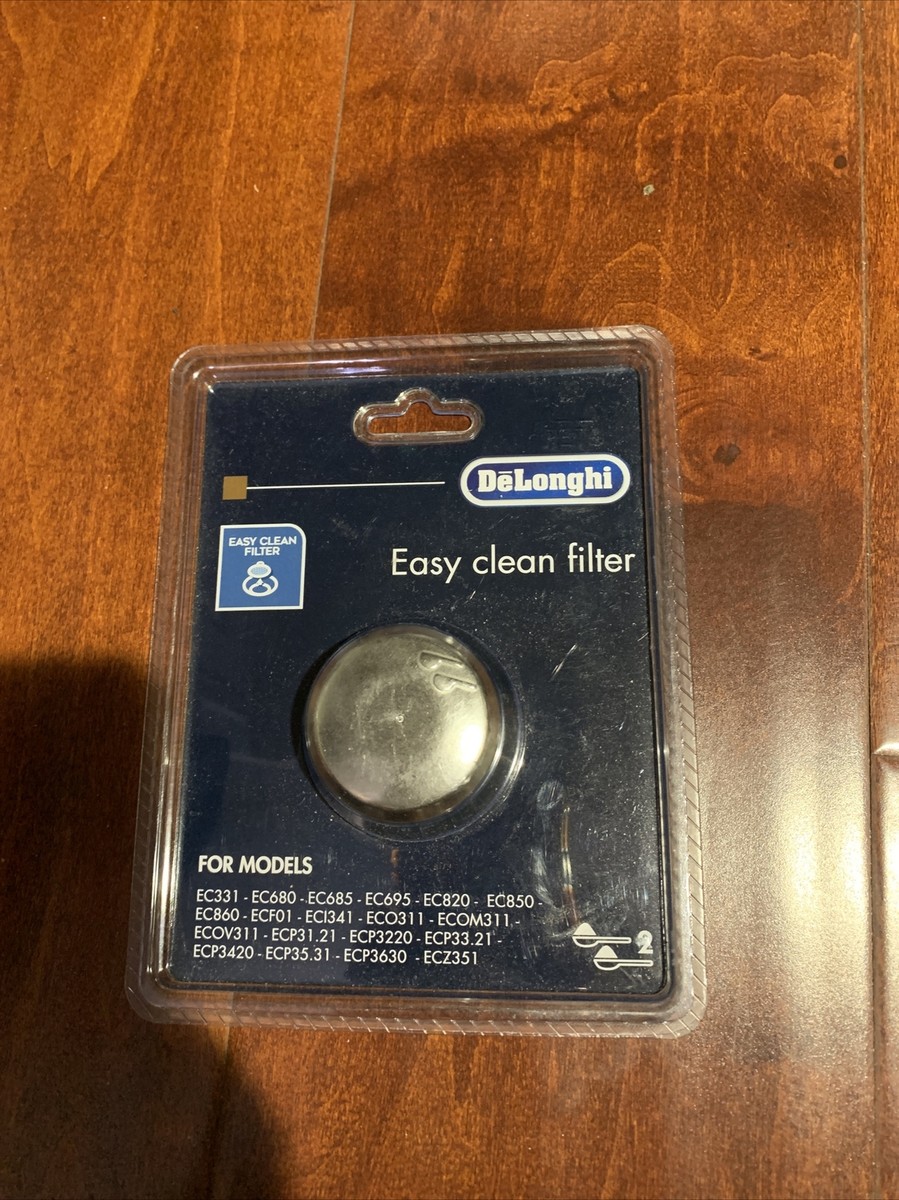 DeLonghi
EASY CLEAN
FILTER
Easy clean filter
FOR MODELS
EC331 - EC680 - EC685 - EC695 - EC820 - EC850 -
EC860 - ECF01 - ECI341 - ECO311 - ECOM311 -
ECOV311 - ECP31.21 - ECP3220 - ECP33.21 -
ECP3420 - ECP35.31 - ECP3630 - ECZ351
2